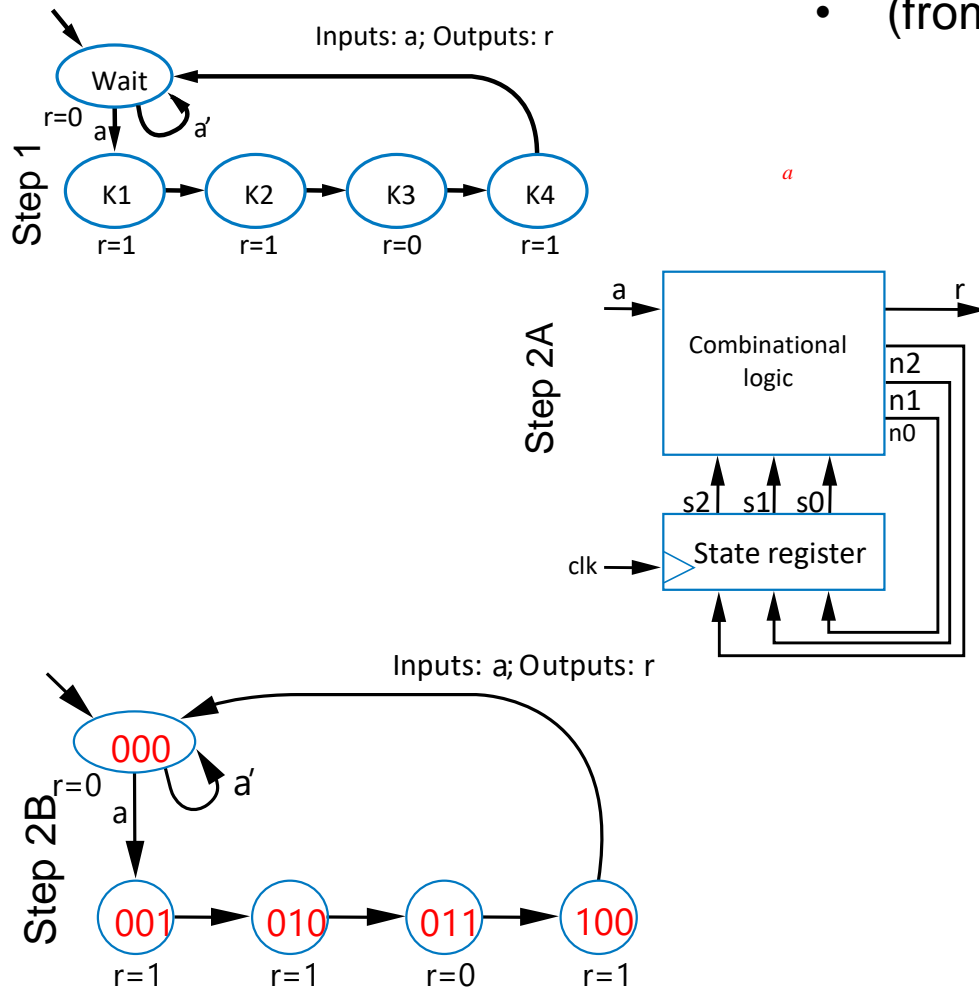 • (fron
Inputs: a; Outputs: r
Wait
r=0
a
a'
Step 1
K1
K2
K3
K4
r=1
r=1
r=0
r=1
a
Step 2A
a
r
Combinational
logic
n2
n1
n0
s2 s1 s0
clk
State register
Inputs: a; Outputs: r
000
r=0
a
a'
Step 2B
001
010
011
100
r=1
r=1
r=0
r=1